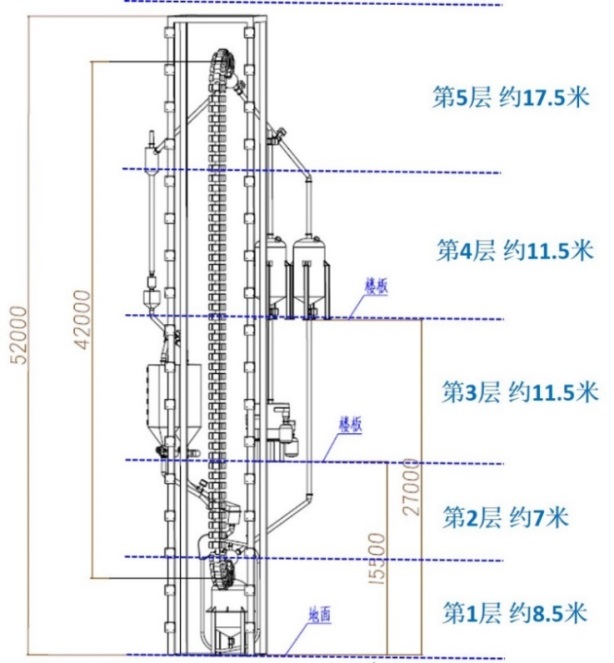 第5层 约17.5米
第4层 约11.5米
楼板
52000
42000
第3层 约11.5米
楼板
27000
第2层 约7米
15500
地面
第1层 约8.5米